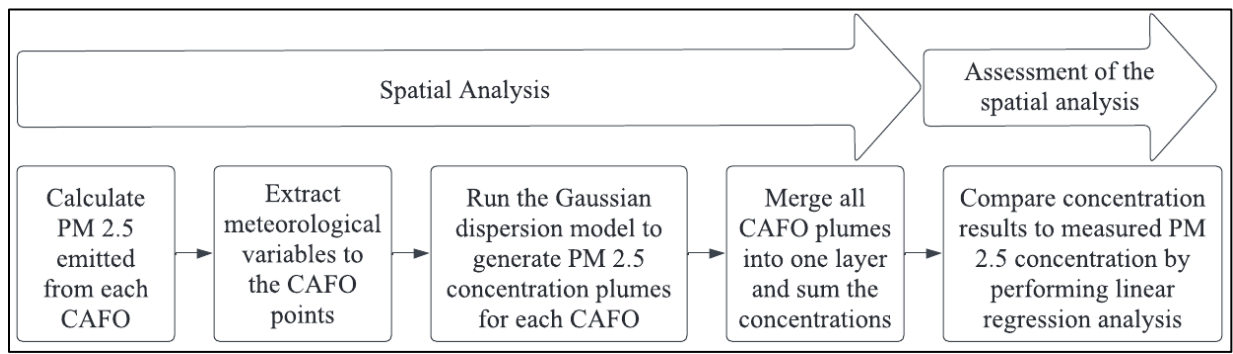 Spatial Analysis
Assessment of the
spatial analysis
Calculate
PM 2.5
emitted
from each
CAFO
Extract
meteorological
variables to
the CAFO
points
Run the Gaussian
dispersion model to
generate PM 2.5
concentration plumes
for each CAFO
Merge all
CAFO plumes
into one layer
and sum the
concentrations
Compare concentration
results to measured PM
2.5 concentration by
performing linear
regression analysis